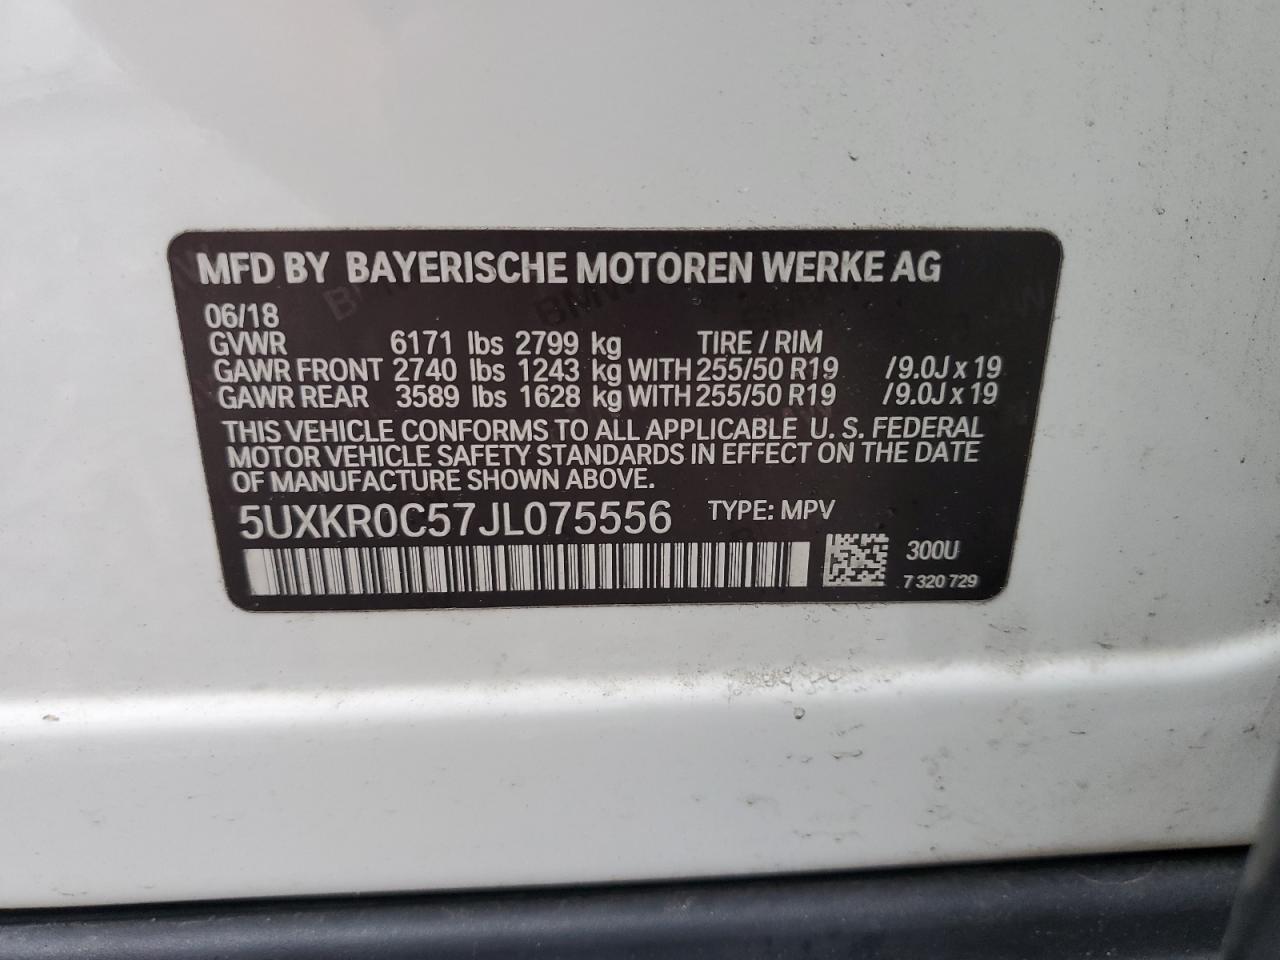 MFD BY BAYERISCHE MOTOREN WERKE AG
06/18
GVWR 6171 lbs 2799 kg TIRE / RIM
GAWR FRONT 2740 lbs 1243 kg WITH 255/50 R19 /9.0J x 19
GAWR REAR 3589 lbs 1628 kg WITH 255/50 R19 /9.0J x 19
THIS VEHICLE CONFORMS TO ALL APPLICABLE U. S. FEDERAL
MOTOR VEHICLE SAFETY STANDARDS IN EFFECT ON THE DATE
OF MANUFACTURE SHOWN ABOVE.
5UXKR0C57JL075556 TYPE: MPV
300U
7 320 729